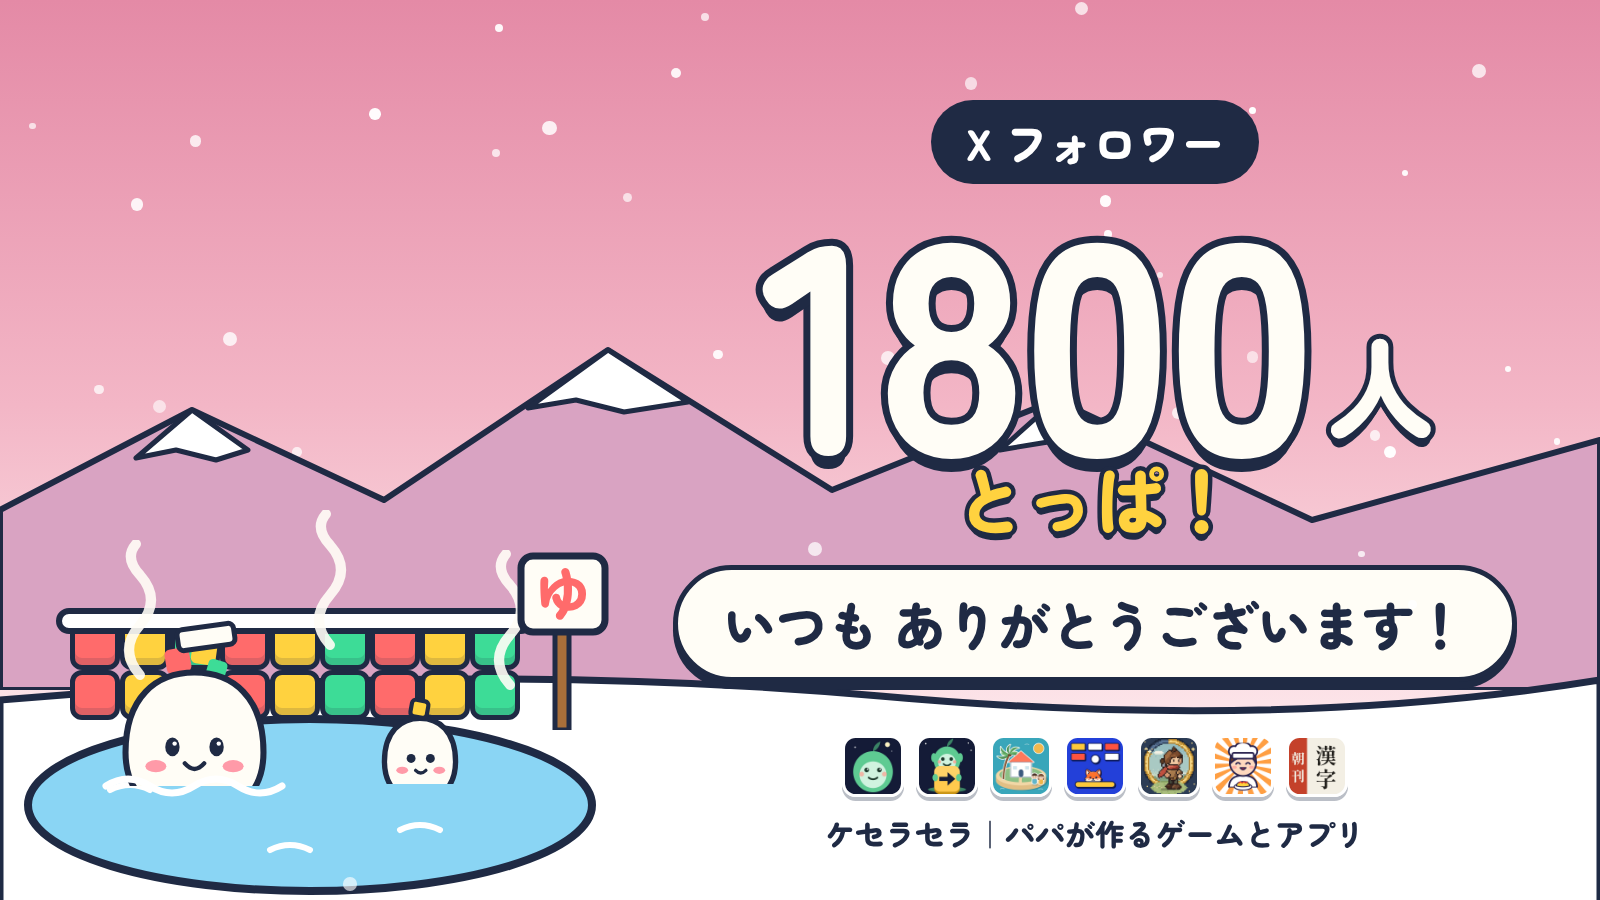 X フォロワー
1800人
とっぱ！
ゆ
いつも ありがとうございます！
朝刊 漢字
ケセラセラ｜パパが作るゲームとアプリ